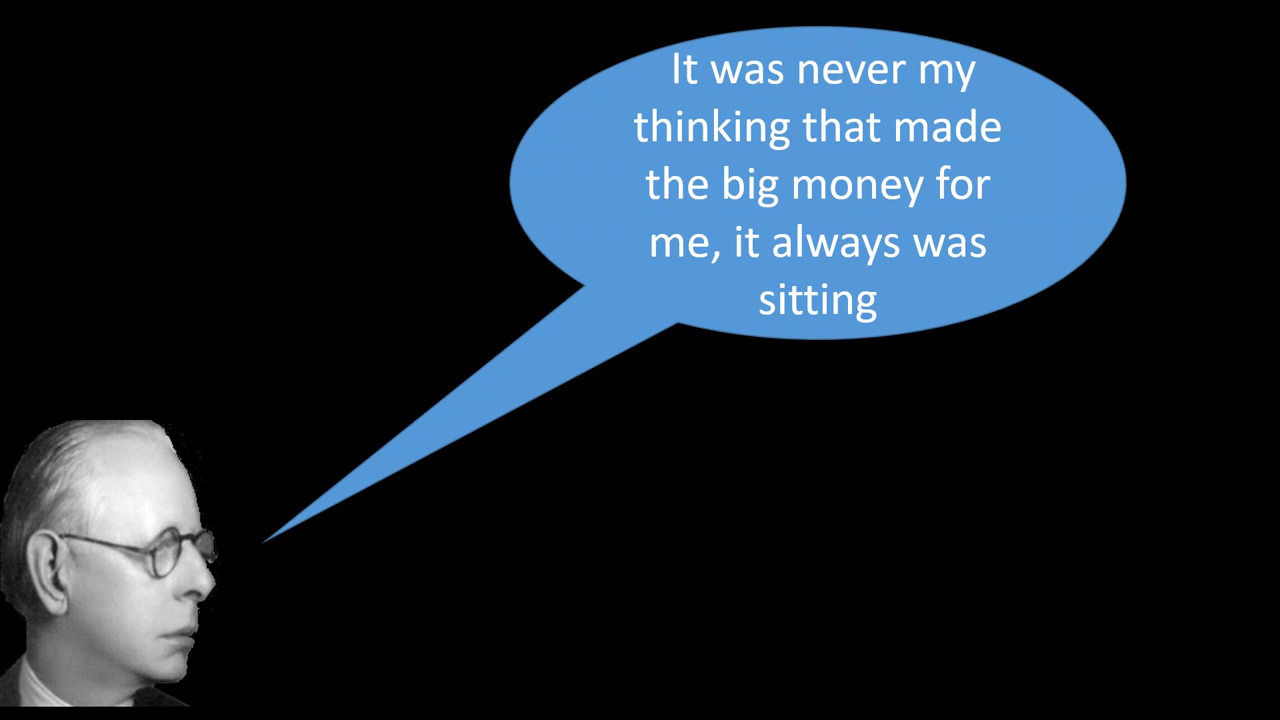 It was never my
thinking that made
the big money for
me, it always was
sitting